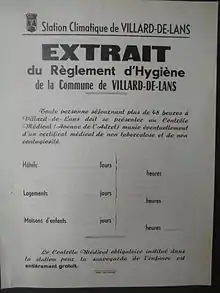 Station Climatique de VILLARD-DE-LANS
EXTRAIT
du Règlement d'Hygiène
de la Commune de VILLARD-DE-LANS
Toute personne séjournant plus de 48 heures à
Villard-de-Lans doit se présenter au Contrôle
Médical (Avenue de l'Adret) munie éventuellement
d'un certificat médical de non tuberculose et de non
contagiosité.
Hôtels jours heures
Logements jours heures
Maisons d'enfants jours heures
Le Contrôle Médical obligatoire institué dans
la station pour la sauvegarde de l'enfance est
entièrement gratuit.